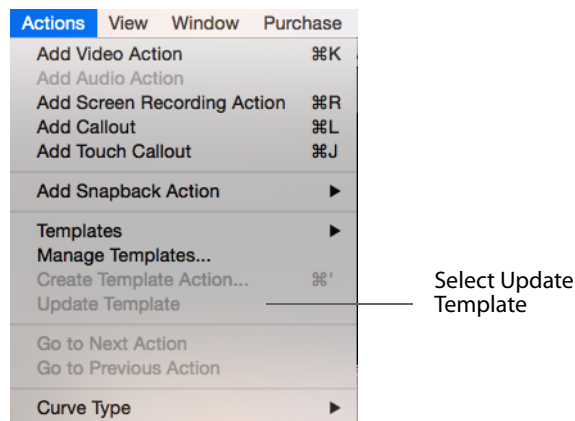 Actions View Window Purchase
Add Video Action ⌘K
Add Audio Action
Add Screen Recording Action ⌘R
Add Callout ⌘L
Add Touch Callout ⌘J
Add Snapback Action ▶
Templates ▶
Manage Templates...
Create Template Action... ⌘'
Update Template
Select Update
Template
Go to Next Action
Go to Previous Action
Curve Type ▶